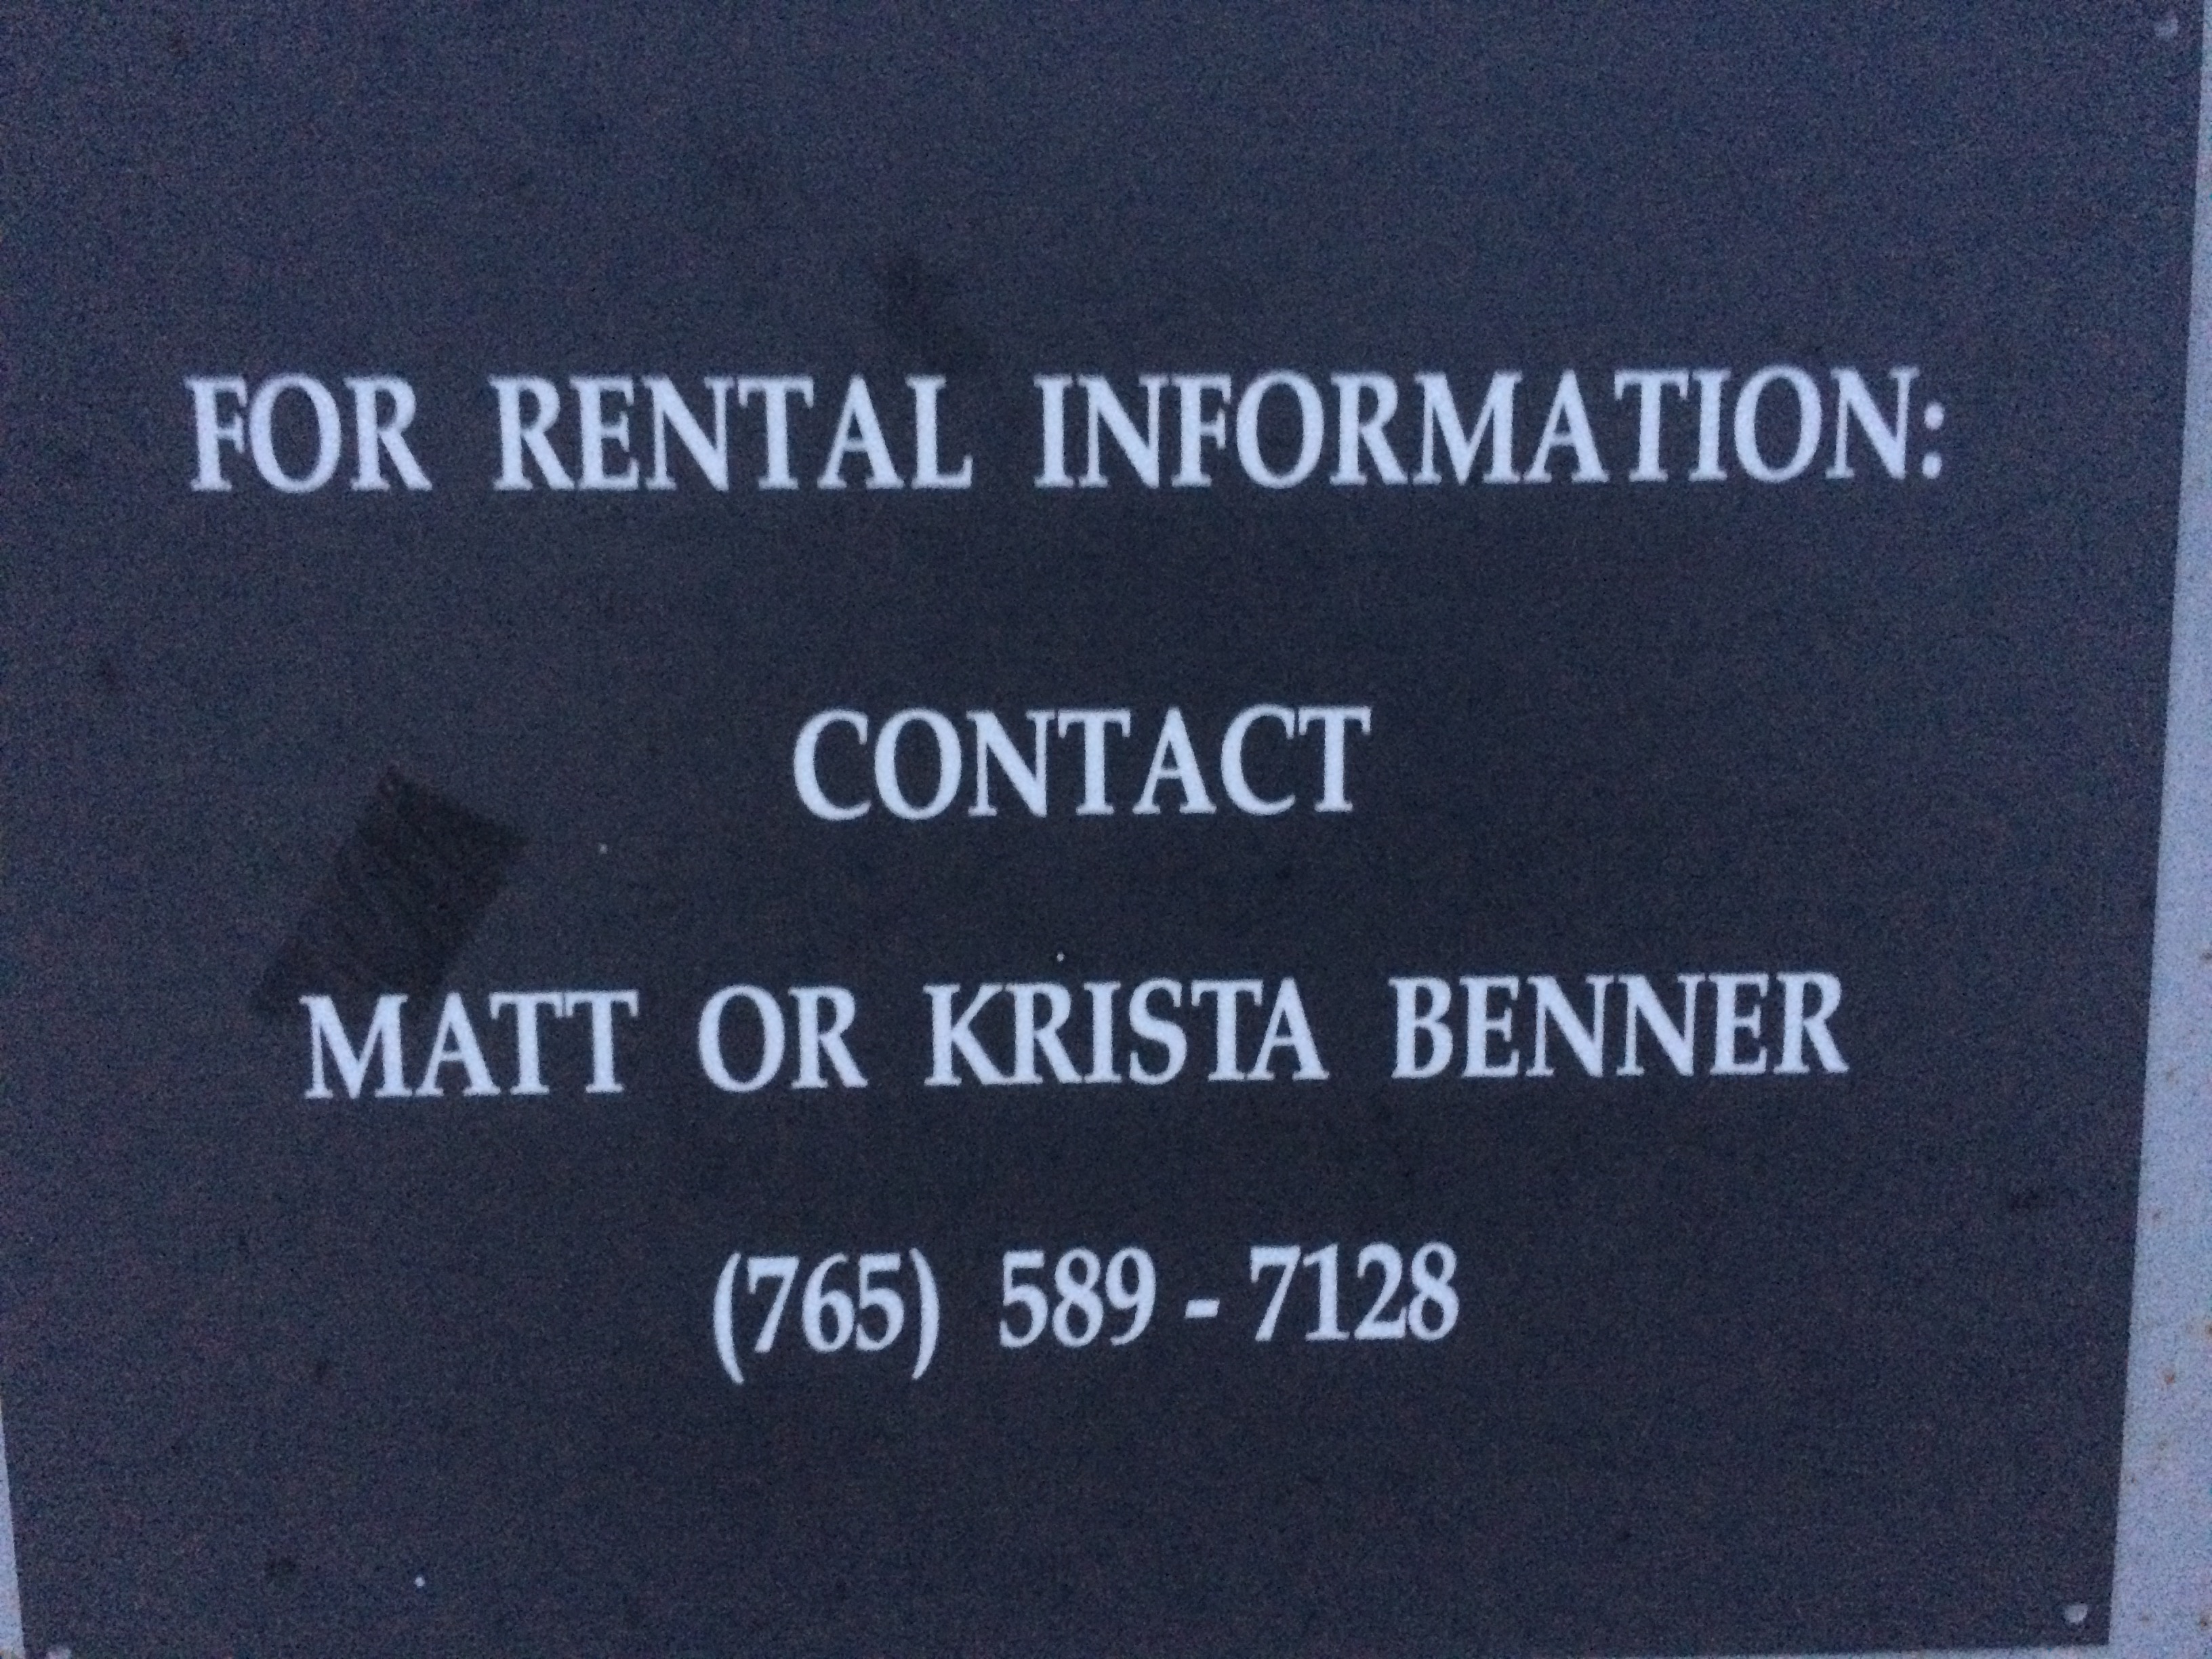 FOR RENTAL INFORMATION:
CONTACT
MATT OR KRISTA BENNER
(765) 589 - 7128